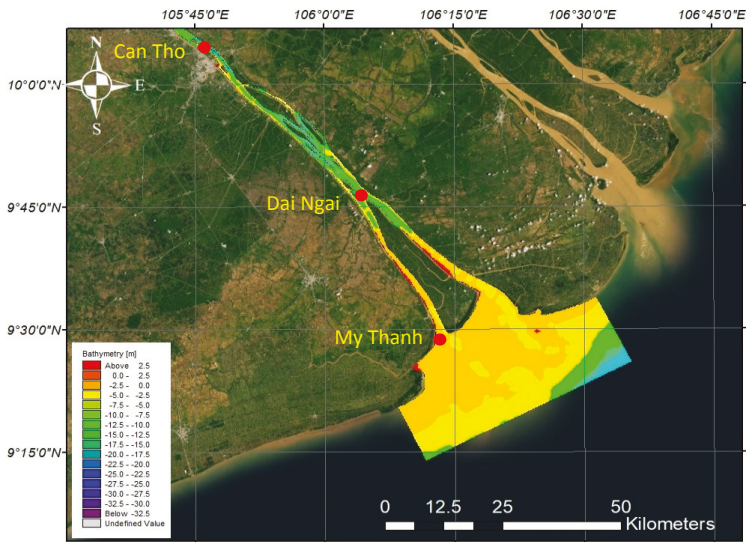 105°45'0"E 106°0'0"E 106°15'0"E 106°30'0"E 106°45'0"E
N
E
S
Can Tho
10°0'0"N
Dai Ngai
9°45'0"N
9°30'0"N
My Thanh
9°15'0"N
Bathymetry [m]
Above 2.5
0.0 - 2.5
-2.5 - 0.0
-5.0 - -2.5
-7.5 - -5.0
-10.0 - -7.5
-12.5 - -10.0
-15.0 - -12.5
-17.5 - -15.0
-20.0 - -17.5
-22.5 - -20.0
-25.0 - -22.5
-27.5 - -25.0
-30.0 - -27.5
-32.5 - -30.0
Below -32.5
Undefined Value
0 12.5 25 50
Kilometers